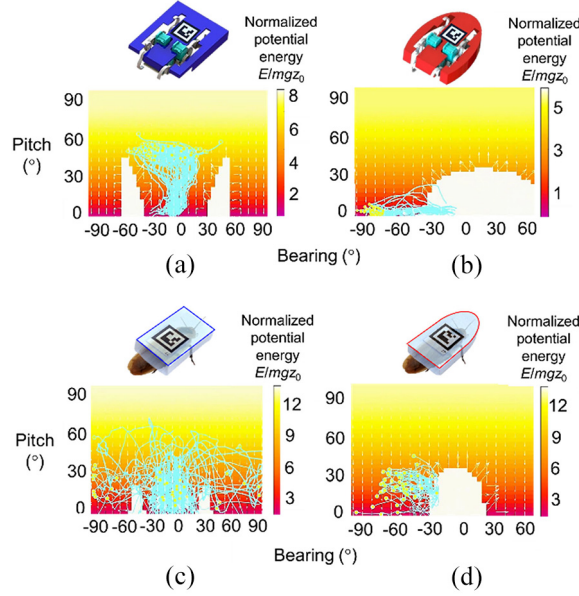 Normalized
potential
energy
E/mgz₀
Normalized
potential
energy
E/mgz₀
Pitch
(°)
90
60
30
0
-90 -60 -30 0 30 60 90
8
6
4
2
90
60
30
0
-90 -60 -30 0 30 60
5
3
1
(a)
Bearing (°)
(b)
Normalized
potential
energy
E/mgz₀
Normalized
potential
energy
E/mgz₀
Pitch
(°)
90
60
30
0
-90 -60 -30 0 30 60 90
12
9
6
3
90
60
30
0
-90 -60 -30 0 30 60 90
12
9
6
3
Bearing (°)
(c)
(d)